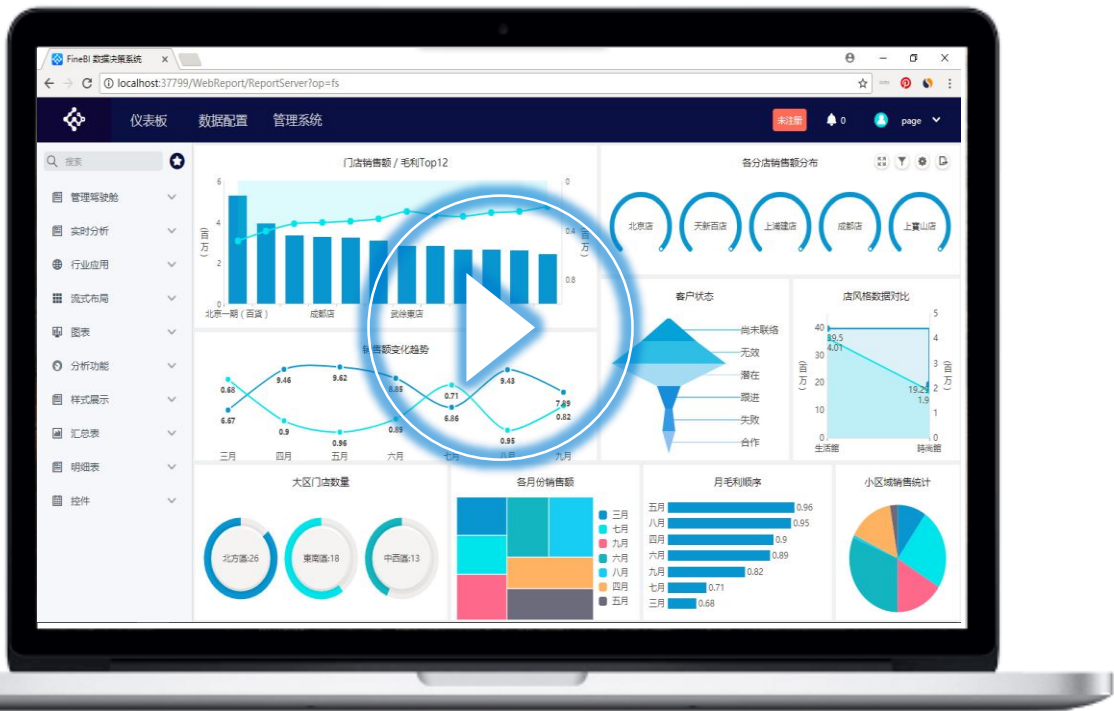 FineBI 数据决策系统
localhost:37799/WebReport/ReportServer?op=fs
仪表板 数据配置 管理系统 未注册 0 page
搜索
管理驾驶舱
实时分析
行业应用
流式布局
图表
分析功能
样式展示
汇总表
明细表
控件
门店销售额 / 毛利Top12
6
4
2
0
(百万)
0
0.4
0.8
(百万)
北京一期 ( 百貨 ) 成都店 武徐東店
各分店销售额分布
北京店 天新百店 上浦建店 成都店 上寶山店
销售额变化趋势
0.68 9.46 9.62 8.85 0.71 9.43 7.89
6.67 0.9 0.96 0.89 6.86 0.95 0.82
三月 四月 五月 六月 七月 八月 九月
客户状态
尚未联络
无效
潜在
跟进
失败
合作
店风格数据对比
40
30
20
10
0
(百万)
5
4
3
2
1
0
39.5
4.01
19.29
1.9
生活館 時尚館
大区门店数量
北方區:26 東南區:18 中西區:13
各月份销售额
三月
七月
九月
六月
八月
四月
五月
月毛利顺序
五月 0.96
八月 0.95
四月 0.9
六月 0.89
九月 0.82
七月 0.71
三月 0.68
小区域销售统计